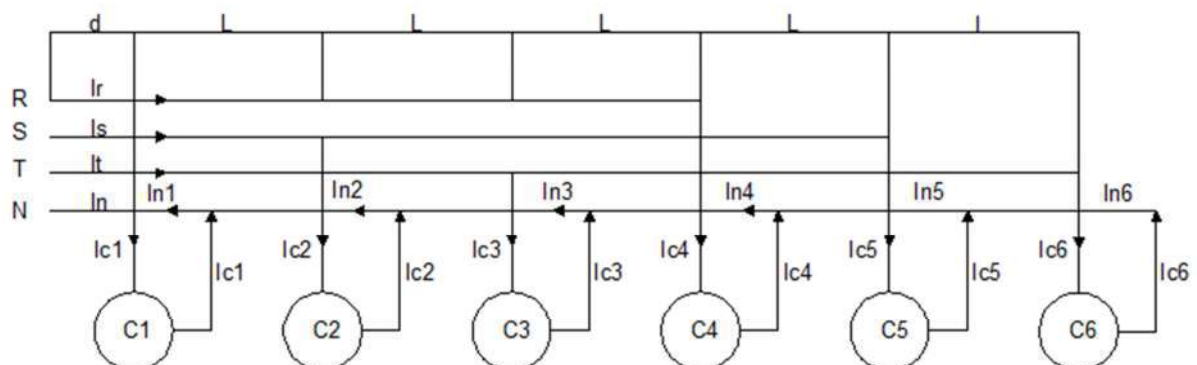 d L L L L l
R Ir
S Is
T It
N In In1 In2 In3 In4 In5 In6
Ic1 Ic2 Ic3 Ic4 Ic5 Ic6
Ic1 Ic2 Ic3 Ic4 Ic5 Ic6
C1 C2 C3 C4 C5 C6